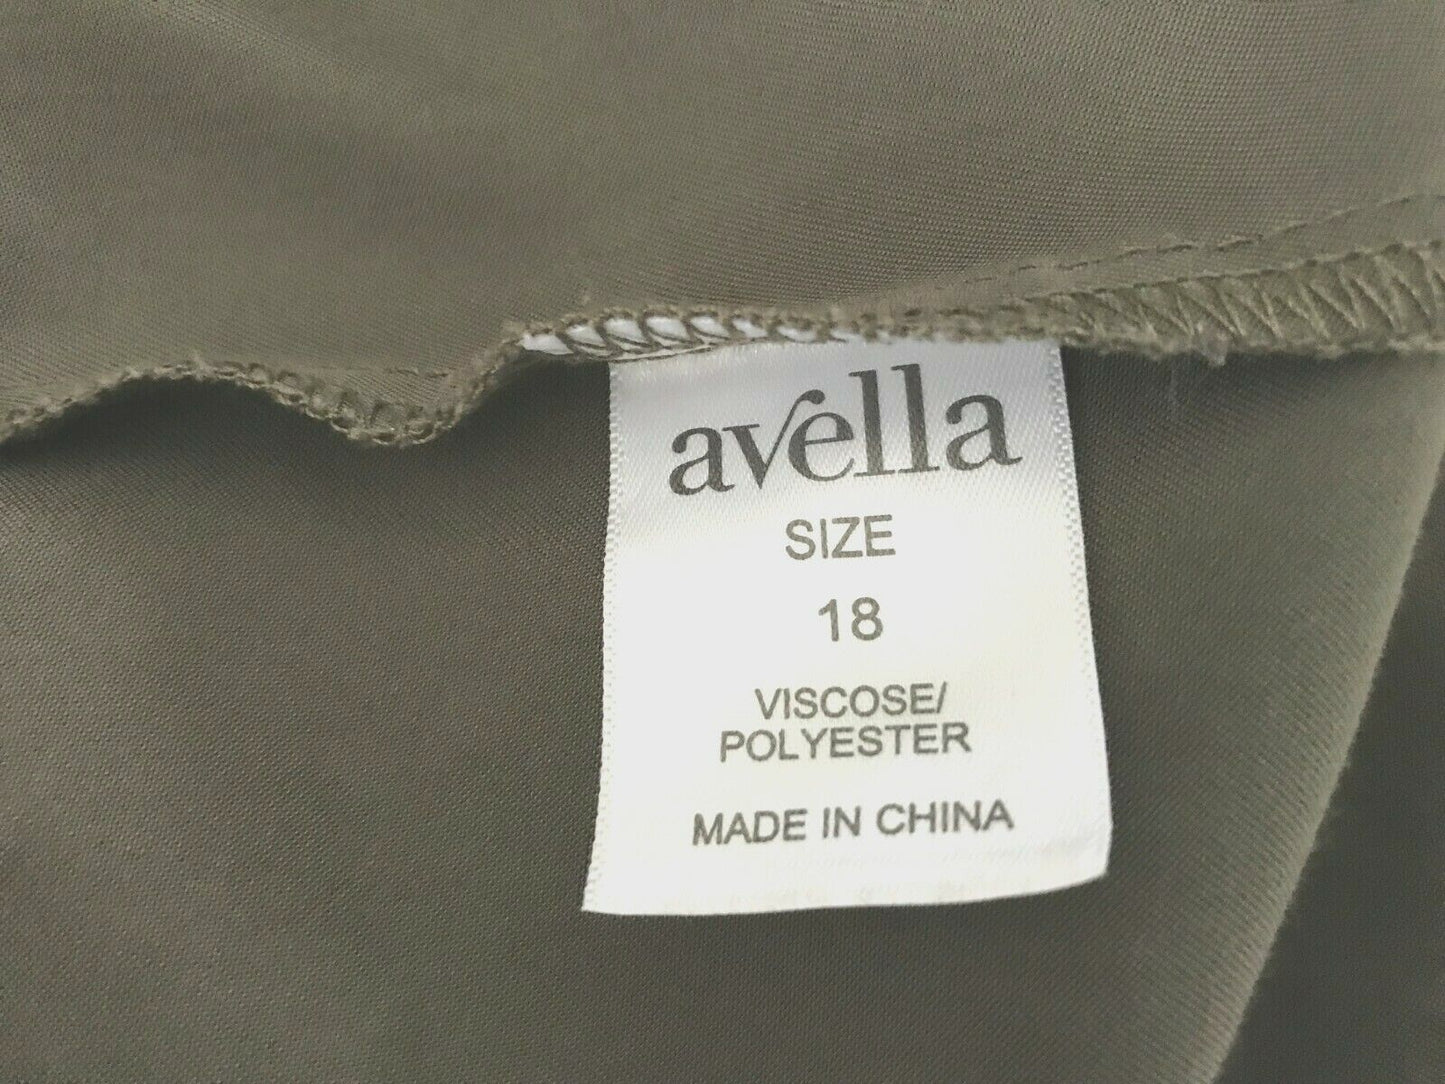 avella
SIZE
18
VISCOSE/
POLYESTER
MADE IN CHINA